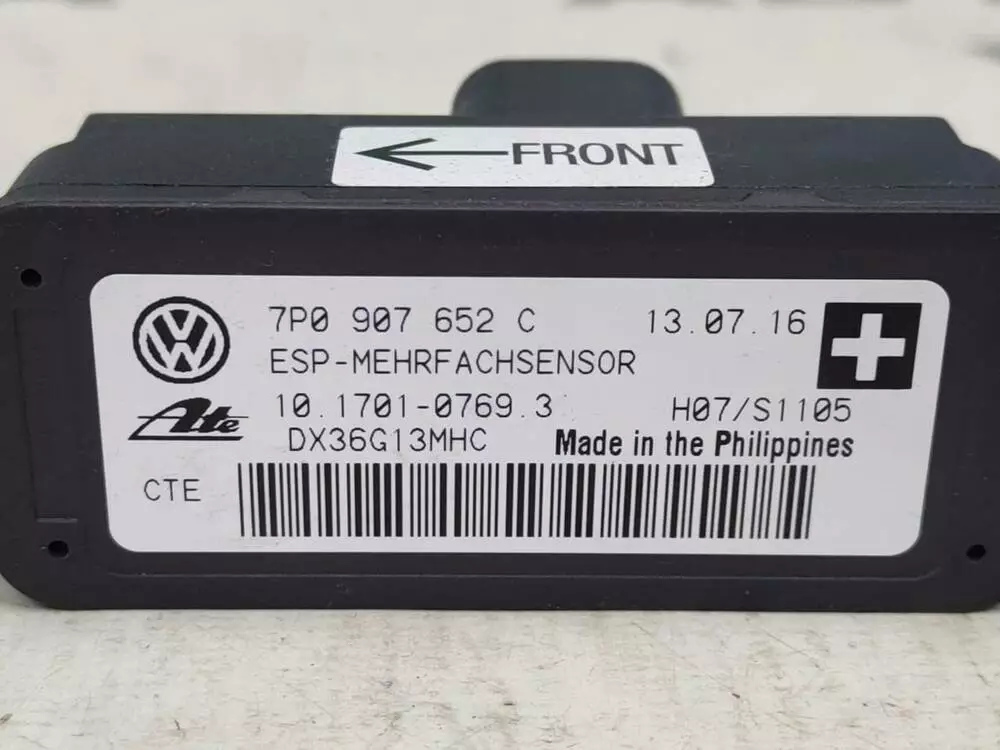 FRONT
7P0 907 652 C 13.07.16
ESP-MEHRFACHSENSOR
Ate 10.1701-0769.3 H07/S1105
DX36G13MHC Made in the Philippines
CTE